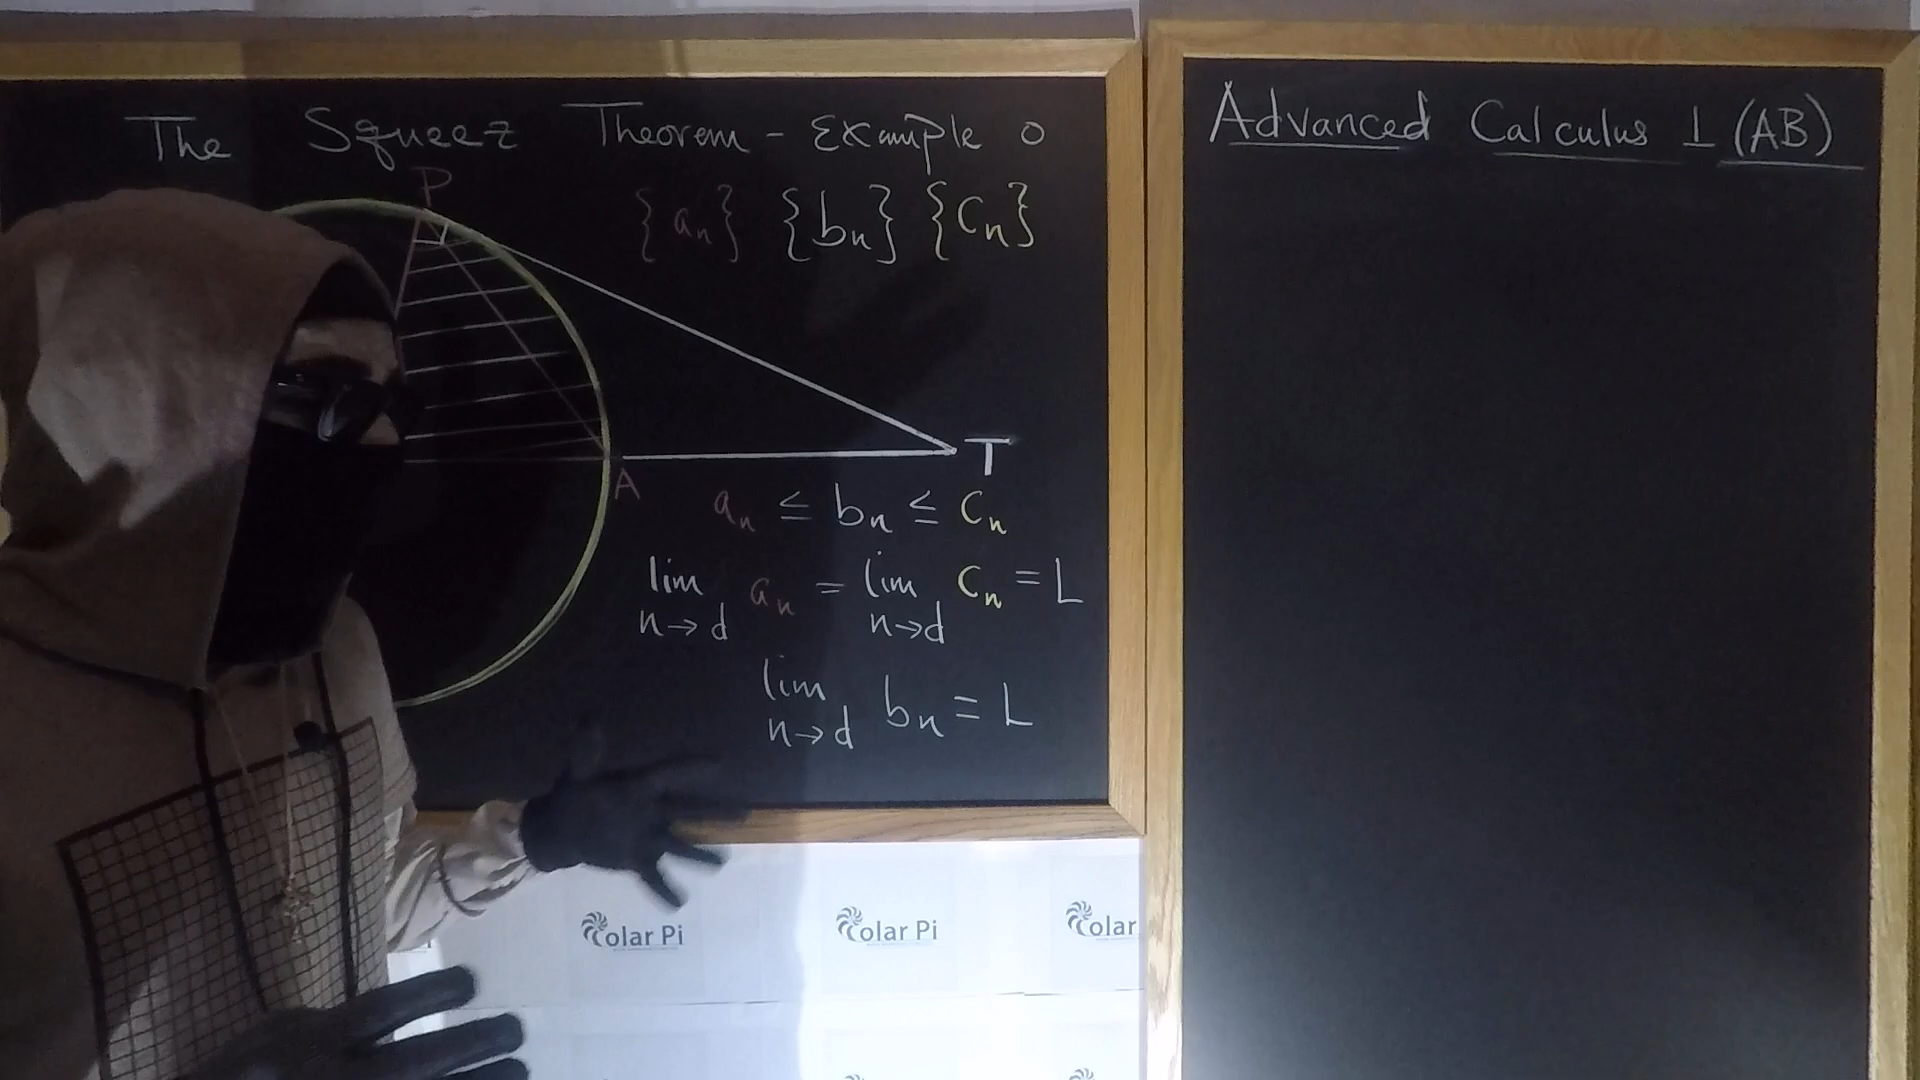 The Squeez Theorem - Example 0
P
{an} {bn} {Cn}
T
A
an ≤ bn ≤ Cn
lim n→d an = lim n→d Cn = L
lim n→d bn = L
Advanced Calculus 1 (AB)
Colar Pi Colar Pi Colar